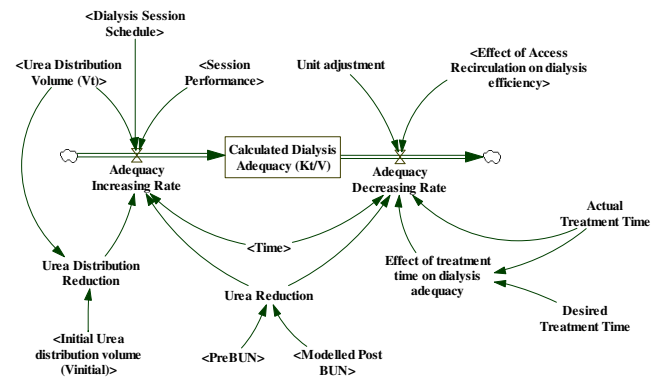 <Dialysis Session
Schedule>
<Urea Distribution
Volume (Vt)>
<Session
Performance>
Unit adjustment
<Effect of Access
Recirculation on dialysis
efficiency>
Calculated Dialysis
Adequacy (Kt/V)
Adequacy
Increasing Rate
Adequacy
Decreasing Rate
Actual
Treatment Time
<Time>
Urea Distribution
Reduction
Effect of treatment
time on dialysis
adequacy
Urea Reduction
Desired
Treatment Time
<Initial Urea
distribution volume
(Vinitial)>
<PreBUN>
<Modelled Post
BUN>